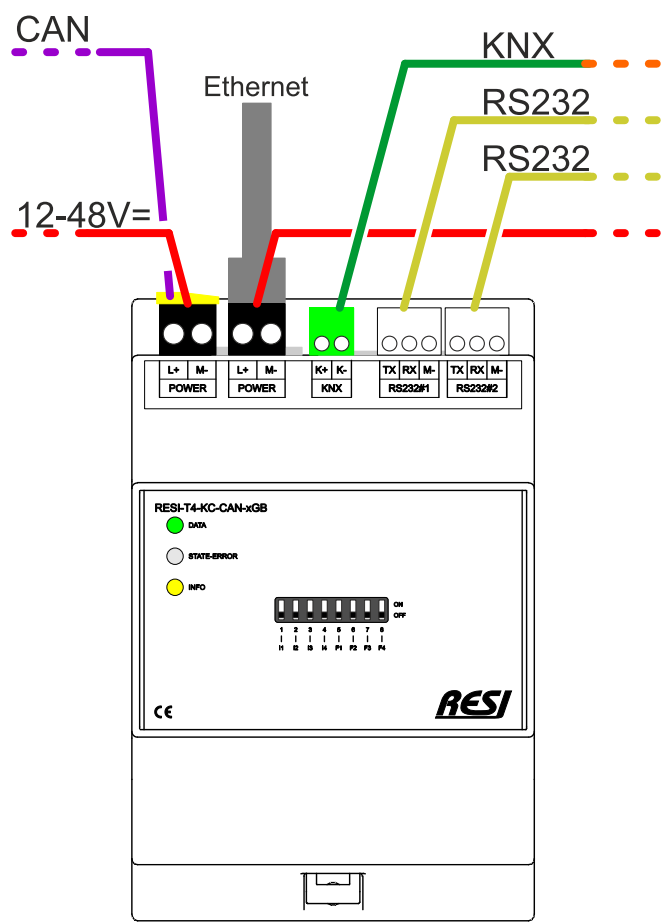 CAN
KNX
Ethernet
RS232
RS232
12-48V=
L+ M- L+ M- K+ K- TX RX M- TX RX M-
POWER POWER KNX RS232#1 RS232#2
RESI-T4-KC-CAN-xGB
DATA
STATE-ERROR
INFO
ON
OFF
1 2 3 4 5 6 7 8
I1 I2 I3 I4 F1 F2 F3 F4
CE RESI